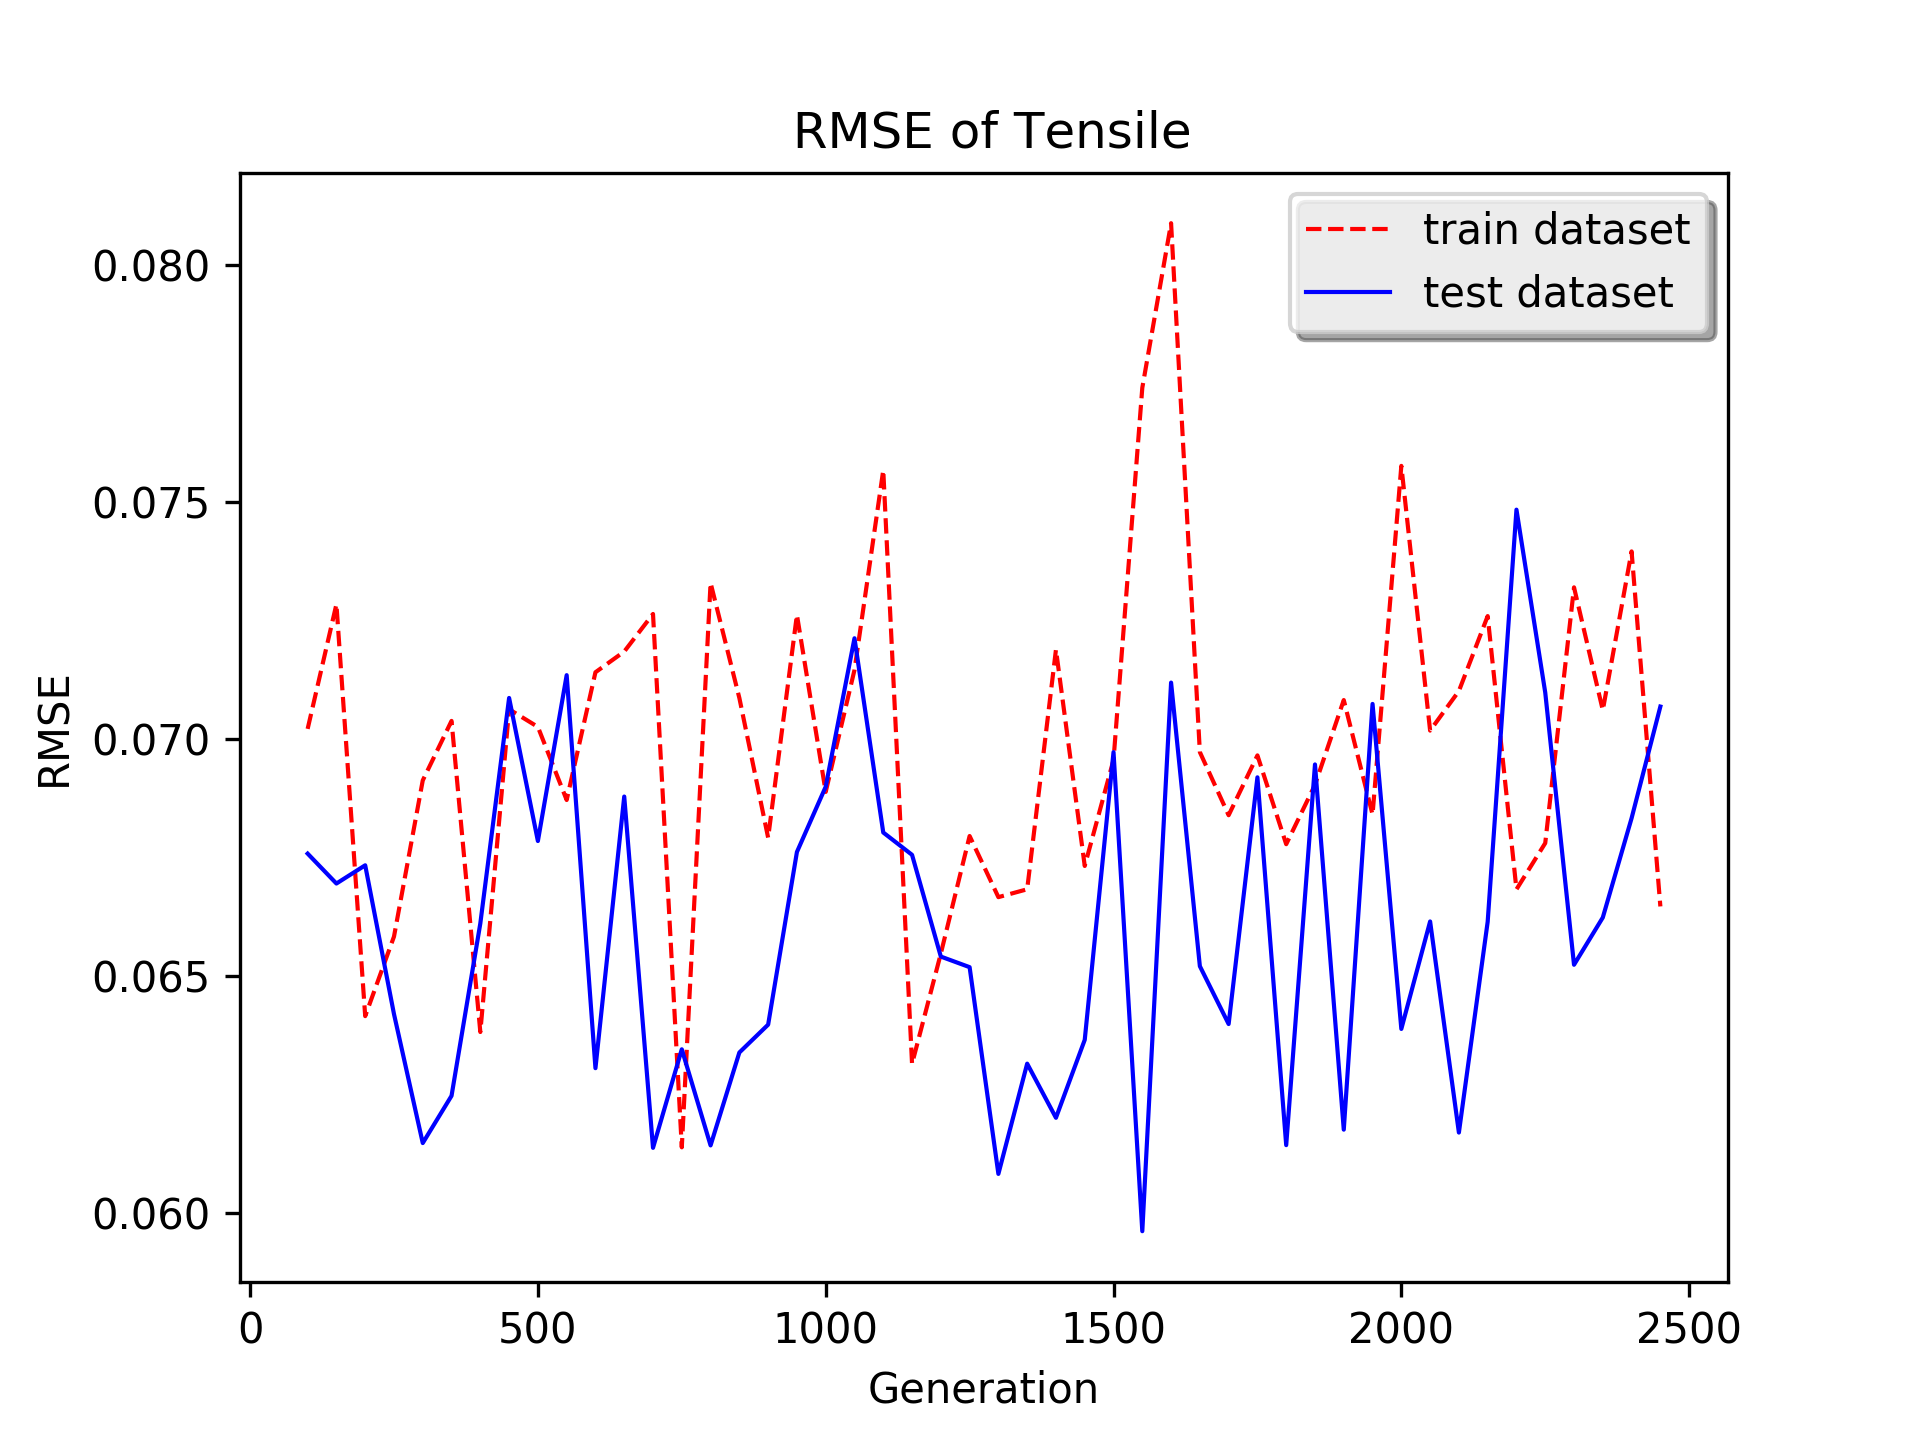 RMSE of Tensile
train dataset
test dataset
0.080
0.075
0.070
0.065
0.060
RMSE
0
500
1000
1500
2000
2500
Generation